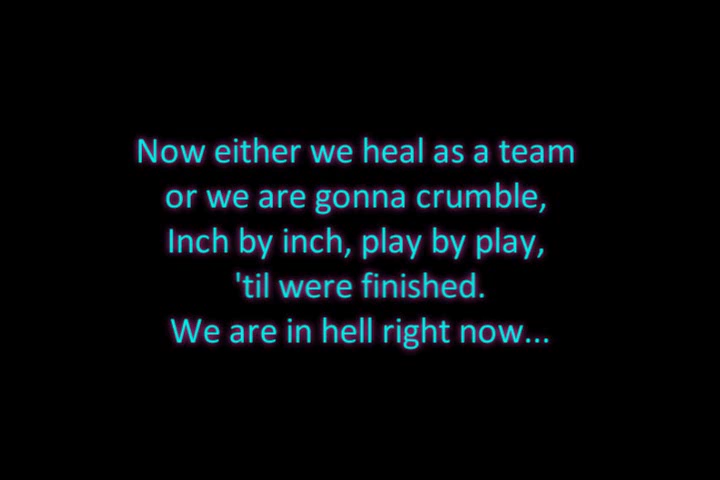 Now either we heal as a team
or we are gonna crumble,
Inch by inch, play by play,
'til were finished.
We are in hell right now...